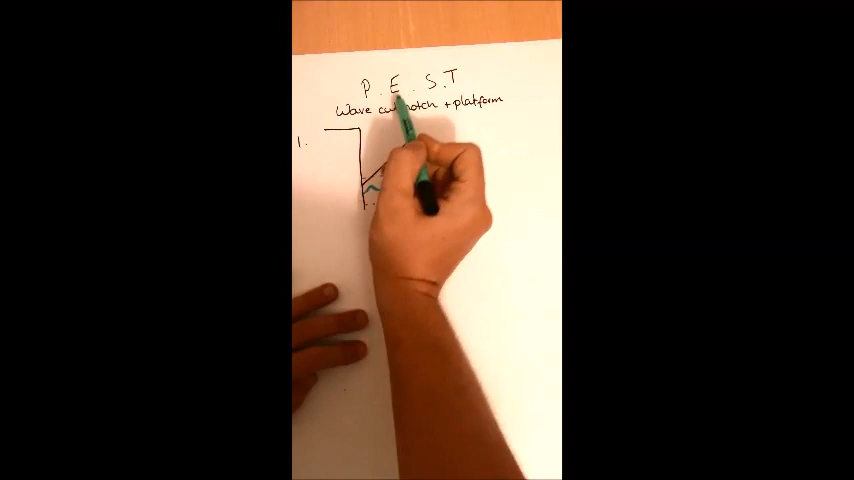 P . E . S . T
Wave cut notch + platform
1.